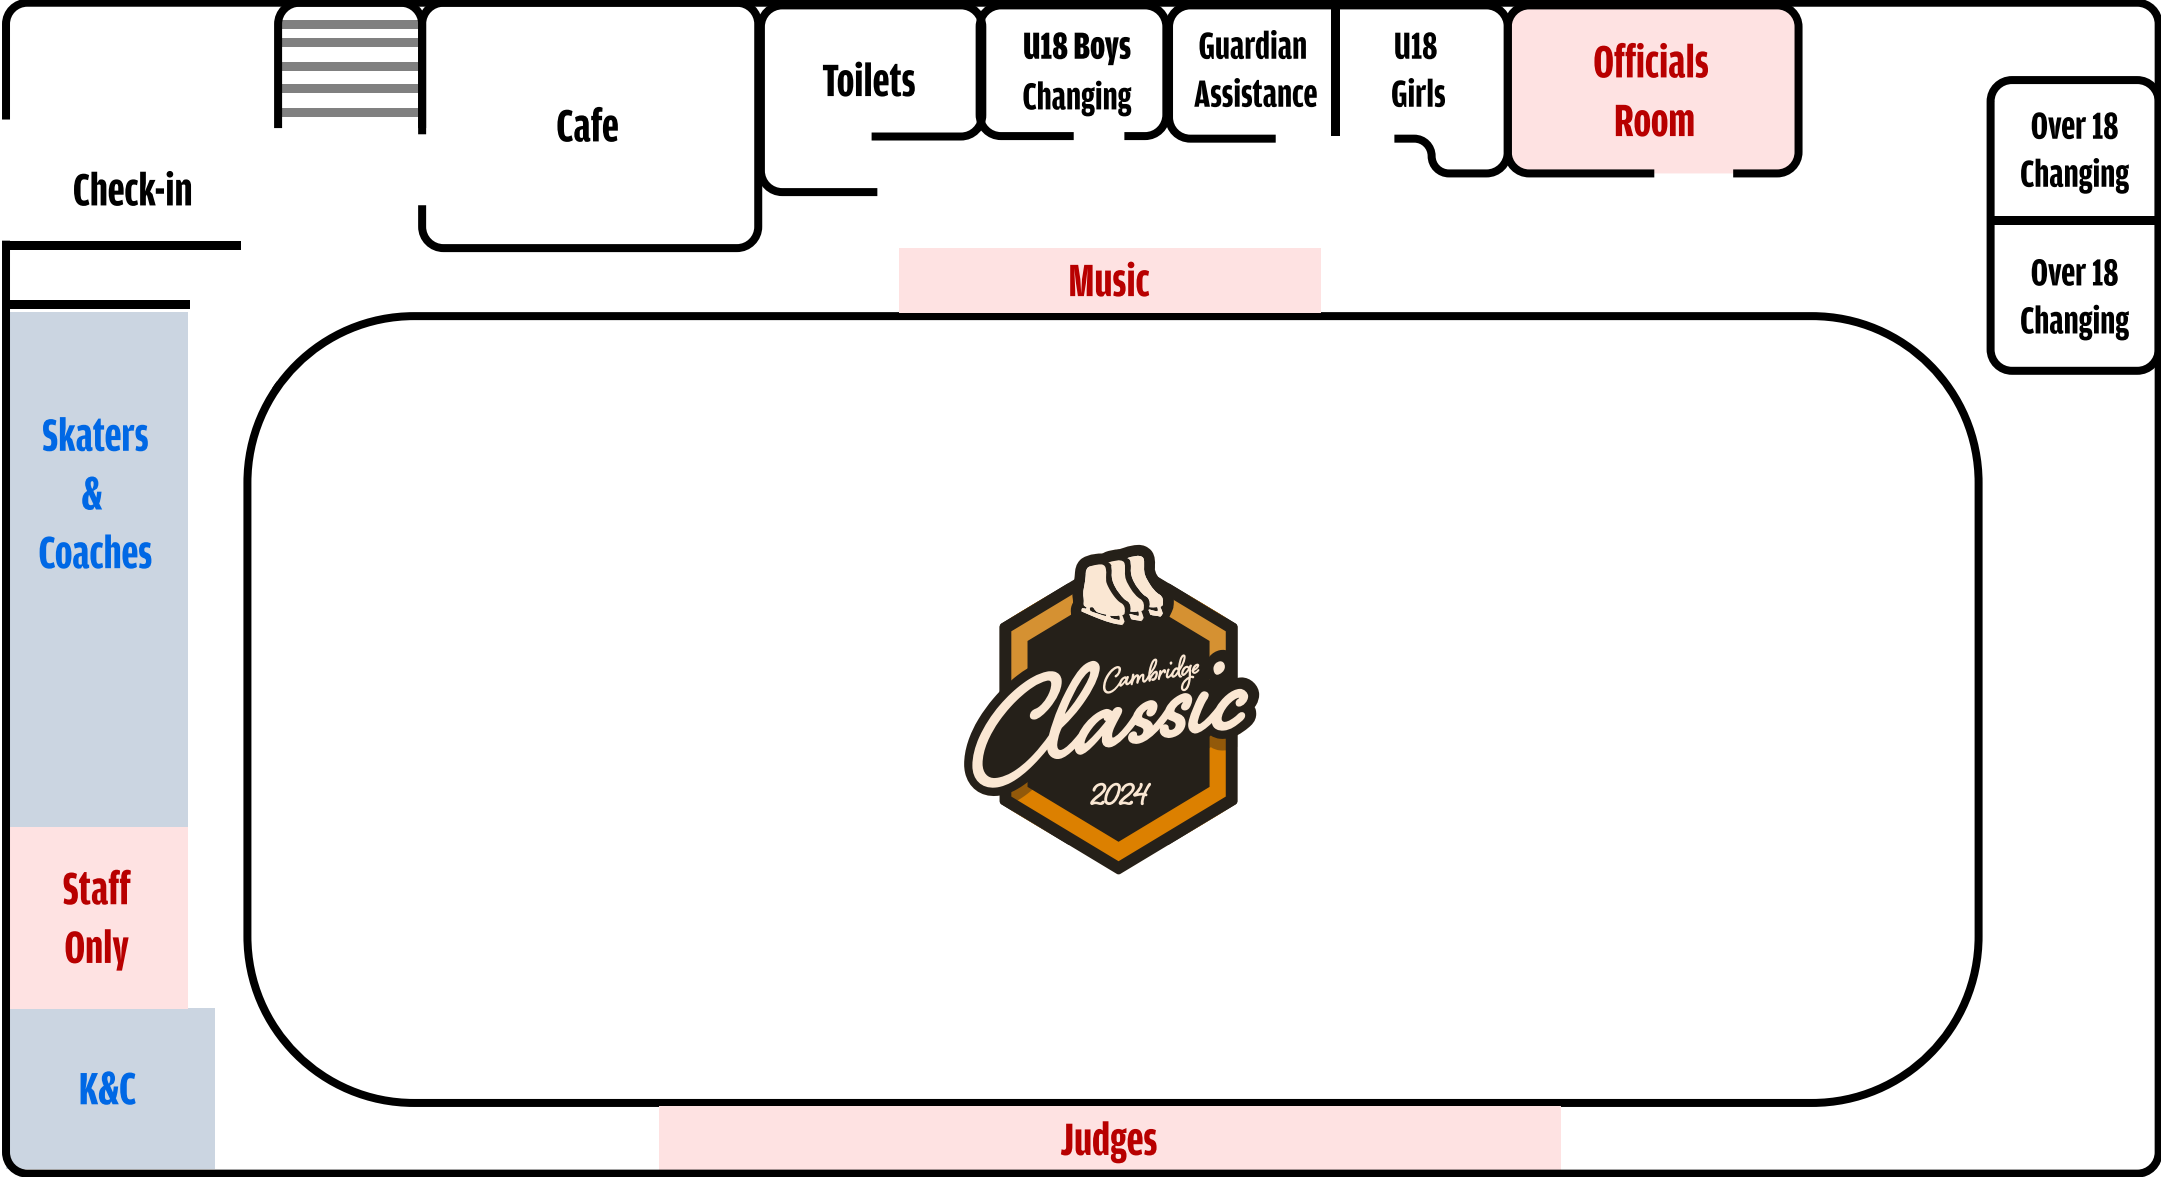 Check-in
Cafe
Toilets
U18 Boys
Changing
Guardian
Assistance
U18
Girls
Officials
Room
Over 18
Changing
Over 18
Changing
Music
Skaters
&
Coaches
Cambridge
Classic
2024
Staff
Only
K&C
Judges